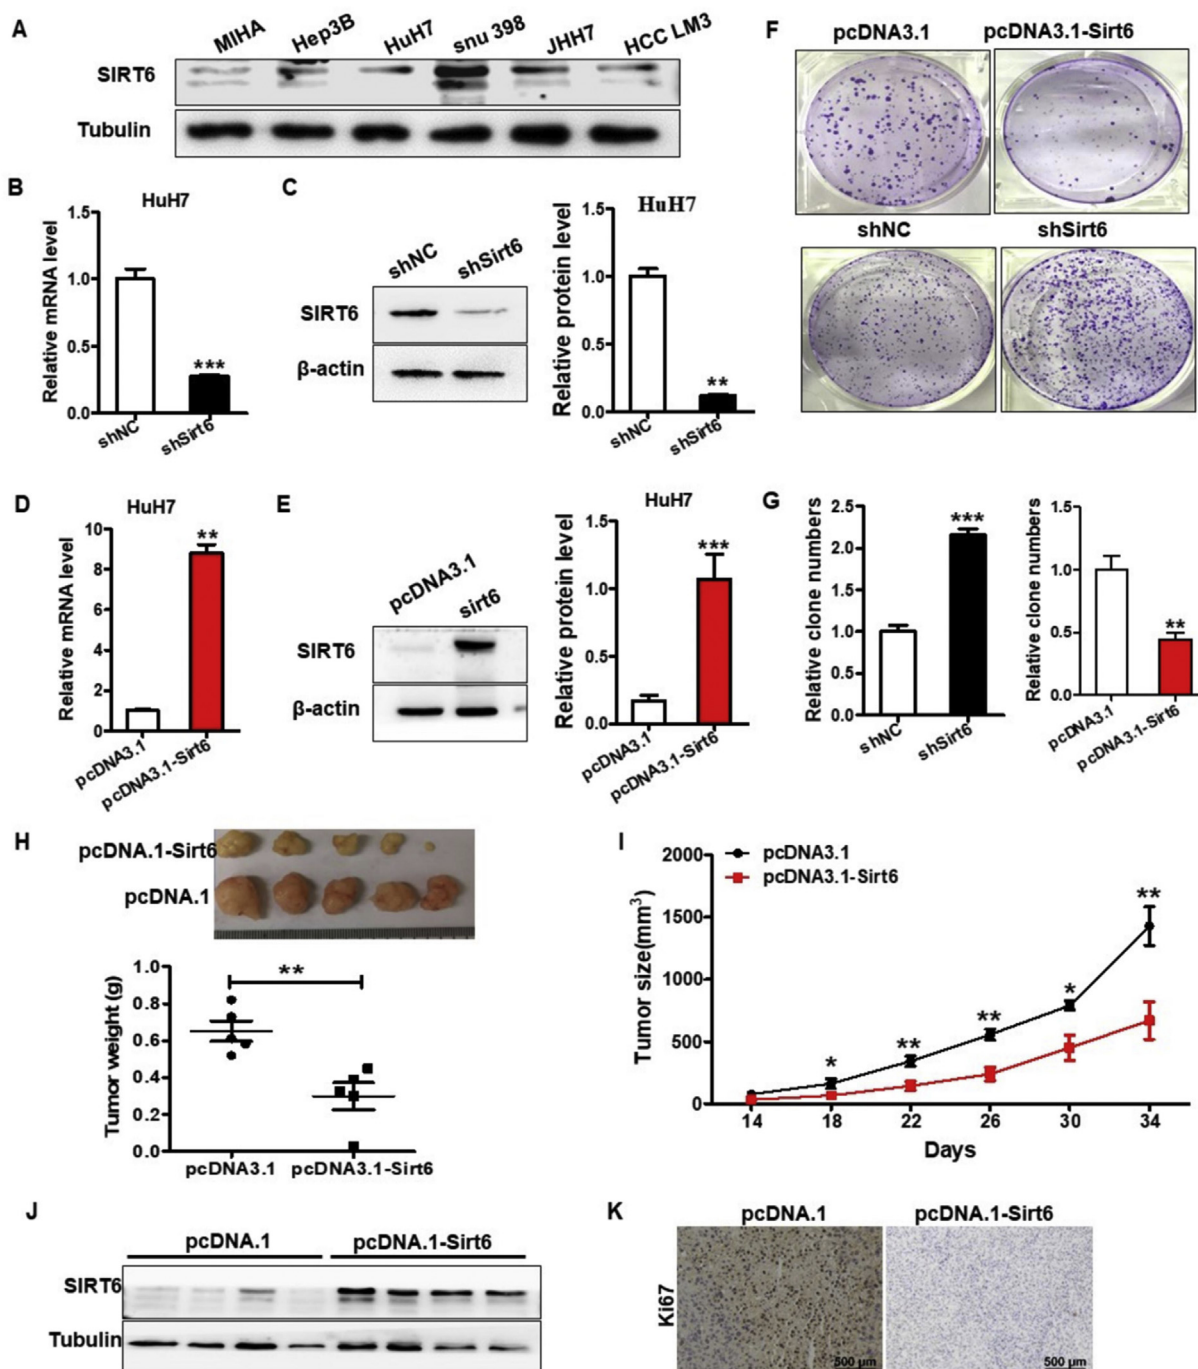 A
MIHA Hep3B HuH7 snu 398 JHH7 HCC LM3
SIRT6
Tubulin
F
pcDNA3.1 pcDNA3.1-Sirt6
shNC shSirt6
B
HuH7
Relative mRNA level
1.5
1.0
0.5
0.0
***
shNC shSirt6
C
shNC shSirt6
SIRT6
β-actin
HuH7
Relative protein level
1.5
1.0
0.5
0.0
**
shNC shSirt6
D
HuH7
Relative mRNA level
10
8
6
4
2
0
**
pcDNA3.1 pcDNA3.1-Sirt6
E
pcDNA3.1 sirt6
SIRT6
β-actin
HuH7
Relative protein level
1.5
1.0
0.5
0.0
***
pcDNA3.1 pcDNA3.1-Sirt6
G
Relative clone numbers
2.5
2.0
1.5
1.0
0.5
0.0
***
shNC shSirt6
Relative clone numbers
1.5
1.0
0.5
0.0
**
pcDNA3.1 pcDNA3.1-Sirt6
H
pcDNA.1-Sirt6
pcDNA.1
Tumor weight (g)
1.0
0.8
0.6
0.4
0.2
0.0
**
pcDNA3.1 pcDNA3.1-Sirt6
I
Tumor size(mm³)
2000
1500
1000
500
0
pcDNA3.1
pcDNA3.1-Sirt6
* ** ** * **
14 18 22 26 30 34
Days
J
pcDNA.1 pcDNA.1-Sirt6
SIRT6
Tubulin
K
pcDNA.1 pcDNA.1-Sirt6
Ki67
500 μm 500 μm